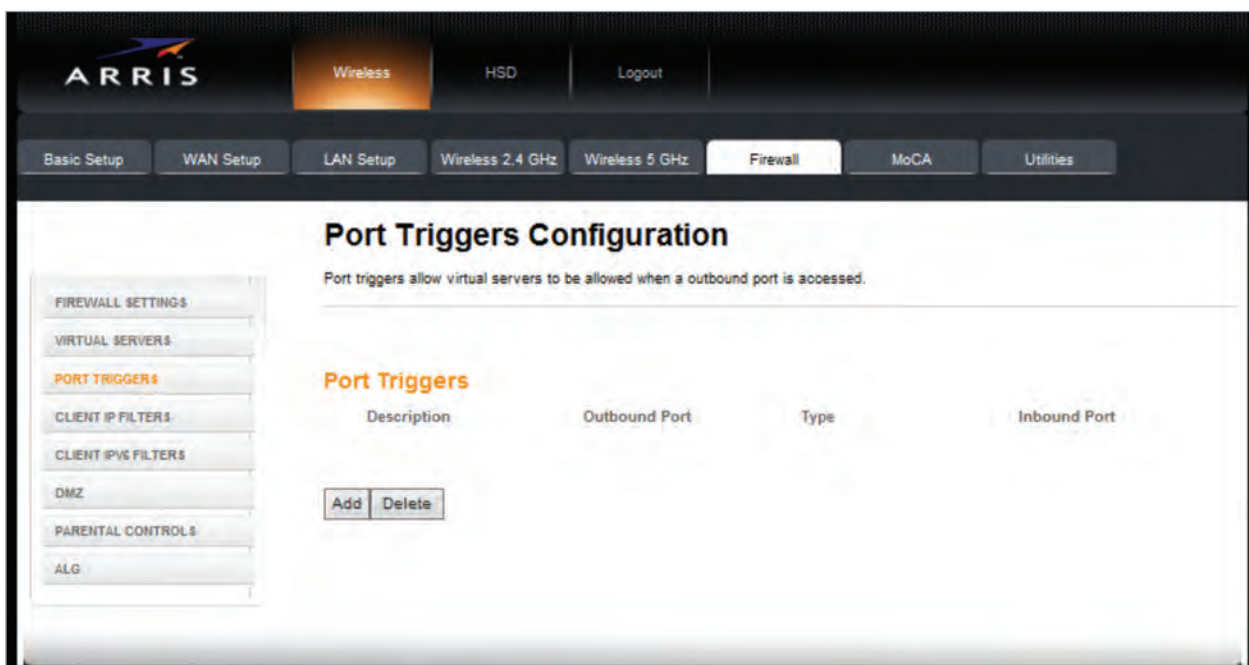 ARRIS
Wireless HSD Logout
Basic Setup WAN Setup LAN Setup Wireless 2.4 GHz Wireless 5 GHz Firewall MoCA Utilities
FIREWALL SETTINGS
VIRTUAL SERVERS
PORT TRIGGERS
CLIENT IP FILTERS
CLIENT IPV6 FILTERS
DMZ
PARENTAL CONTROLS
ALG
Port Triggers Configuration
Port triggers allow virtual servers to be allowed when a outbound port is accessed.
Port Triggers
Description Outbound Port Type Inbound Port
Add Delete